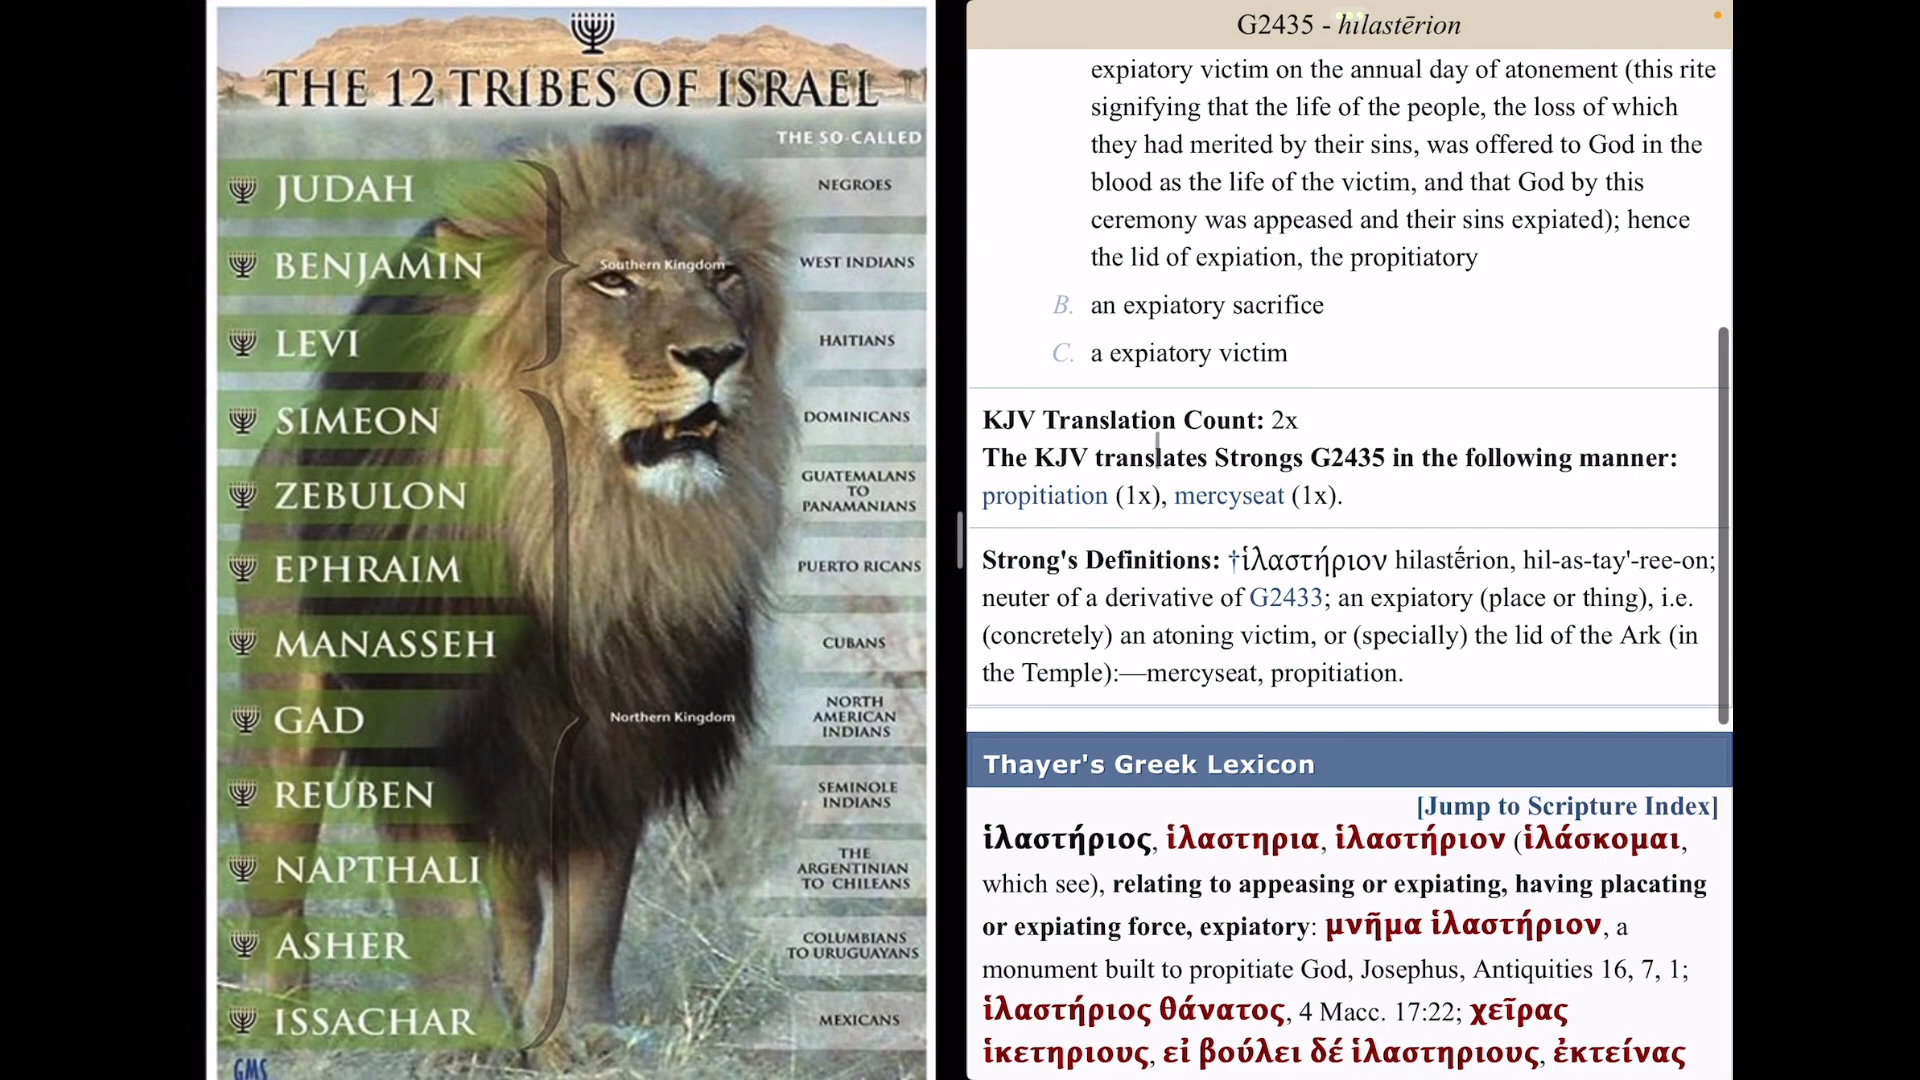 THE 12 TRIBES OF ISRAEL
THE SO-CALLED
JUDAH
NEGROES
BENJAMIN
Southern Kingdom
WEST INDIANS
LEVI
HAITIANS
SIMEON
DOMINICANS
ZEBULON
GUATEMALANS
TO
PANAMANIANS
EPHRAIM
PUERTO RICANS
MANASSEH
CUBANS
GAD
Northern Kingdom
NORTH
AMERICAN
INDIANS
REUBEN
SEMINOLE
INDIANS
NAPTHALI
THE
ARGENTINIAN
TO CHILEANS
ASHER
COLUMBIANS
TO URUGUAYANS
ISSACHAR
MEXICANS
GMS
G2435 - hilastērion
expiatory victim on the annual day of atonement (this rite
signifying that the life of the people, the loss of which
they had merited by their sins, was offered to God in the
blood as the life of the victim, and that God by this
ceremony was appeased and their sins expiated); hence
the lid of expiation, the propitiatory
B. an expiatory sacrifice
C. a expiatory victim
KJV Translation Count: 2x
The KJV translates Strongs G2435 in the following manner:
propitiation (1x), mercyseat (1x).
Strong's Definitions: †ἱλαστήριον hilastḗrion, hil-as-tay'-ree-on;
neuter of a derivative of G2433; an expiatory (place or thing), i.e.
(concretely) an atoning victim, or (specially) the lid of the Ark (in
the Temple):—mercyseat, propitiation.
Thayer's Greek Lexicon
[Jump to Scripture Index]
ἱλαστήριος, ἱλαστηρια, ἱλαστήριον (ἱλάσκομαι,
which see), relating to appeasing or expiating, having placating
or expiating force, expiatory: μνῆμα ἱλαστήριον, a
monument built to propitiate God, Josephus, Antiquities 16, 7, 1;
ἱλαστήριος θάνατος, 4 Macc. 17:22; χεῖρας
ἱκετηριους, εἰ βούλει δέ ἱλαστηριους, ἐκτείνας